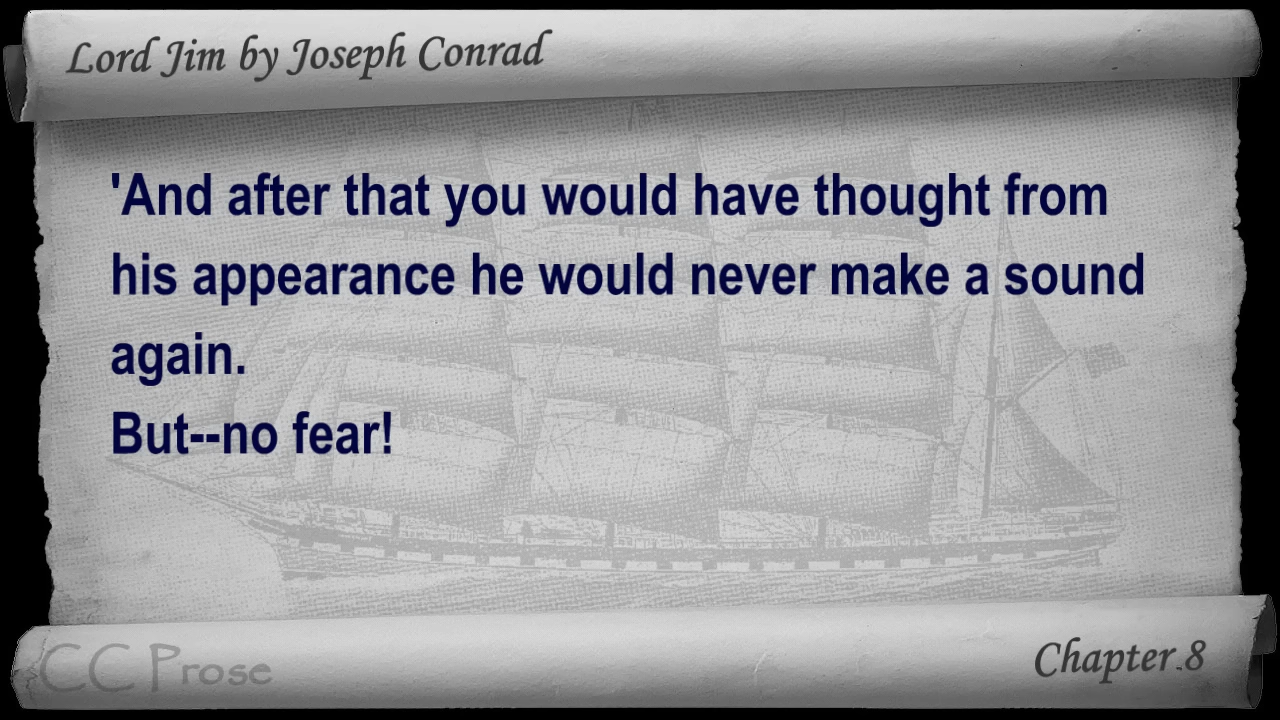 Lord Jim by Joseph Conrad
'And after that you would have thought from
his appearance he would never make a sound
again.
But--no fear!
CC Prose
Chapter 8